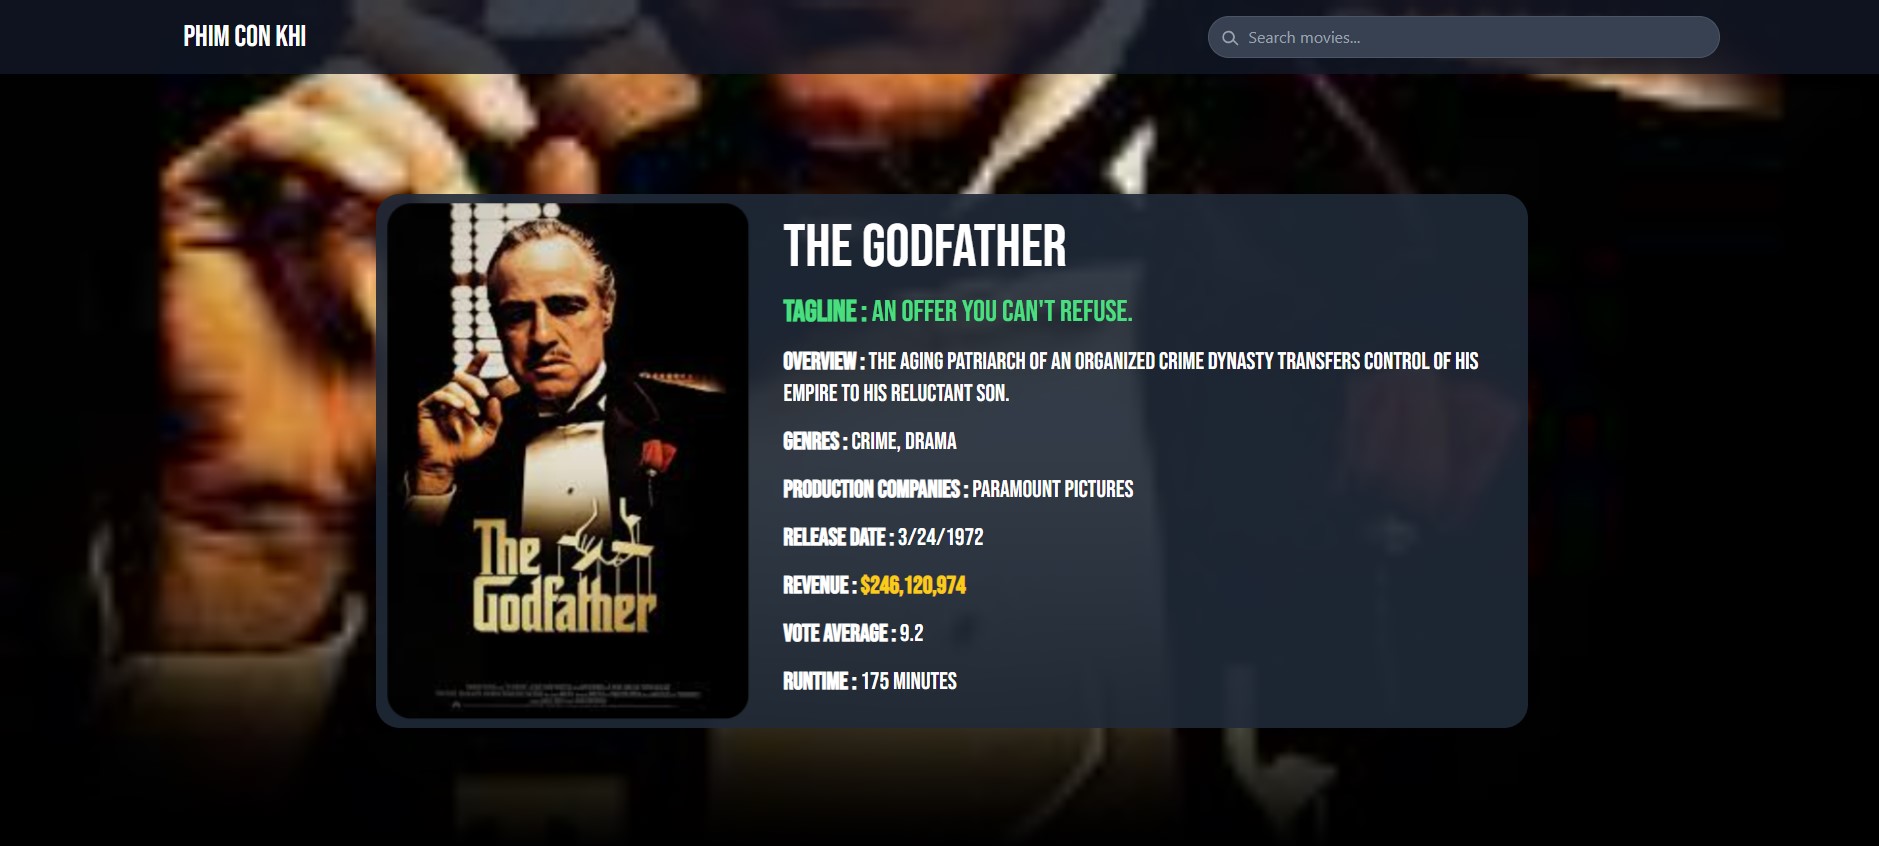 PHIM CON KHI
Search movies...
THE GODFATHER
TAGLINE : AN OFFER YOU CAN'T REFUSE.
OVERVIEW : THE AGING PATRIARCH OF AN ORGANIZED CRIME DYNASTY TRANSFERS CONTROL OF HIS
EMPIRE TO HIS RELUCTANT SON.
GENRES : CRIME, DRAMA
PRODUCTION COMPANIES : PARAMOUNT PICTURES
RELEASE DATE : 3/24/1972
REVENUE : $246,120,974
VOTE AVERAGE : 9.2
RUNTIME : 175 MINUTES
The
Godfather